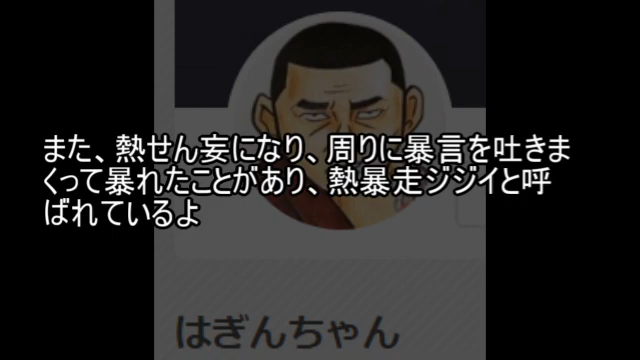 また、熱せん妄になり、周りに暴言を吐きま
くって暴れたことがあり、熱暴走ジジイと呼
ばれているよ
はぎんちゃん